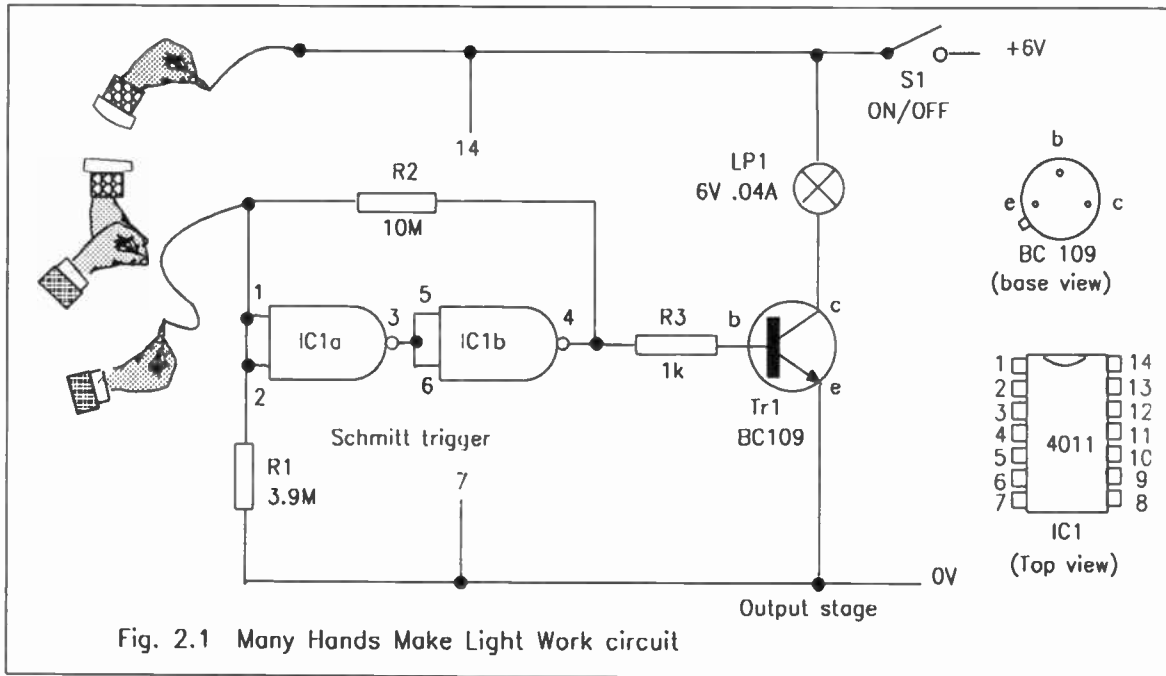 +6V
S1
ON/OFF
14
LP1
6V .04A
R2
10M
b
e
c
BC 109
(base view)
1
2
IC1a
3
5
6
IC1b
4
R3
1k
b
c
e
Tr1
BC109
Schmitt trigger
R1
3.9M
7
1
2
3
4
5
6
7
4011
14
13
12
11
10
9
8
IC1
(Top view)
0V
Output stage
Fig. 2.1 Many Hands Make Light Work circuit